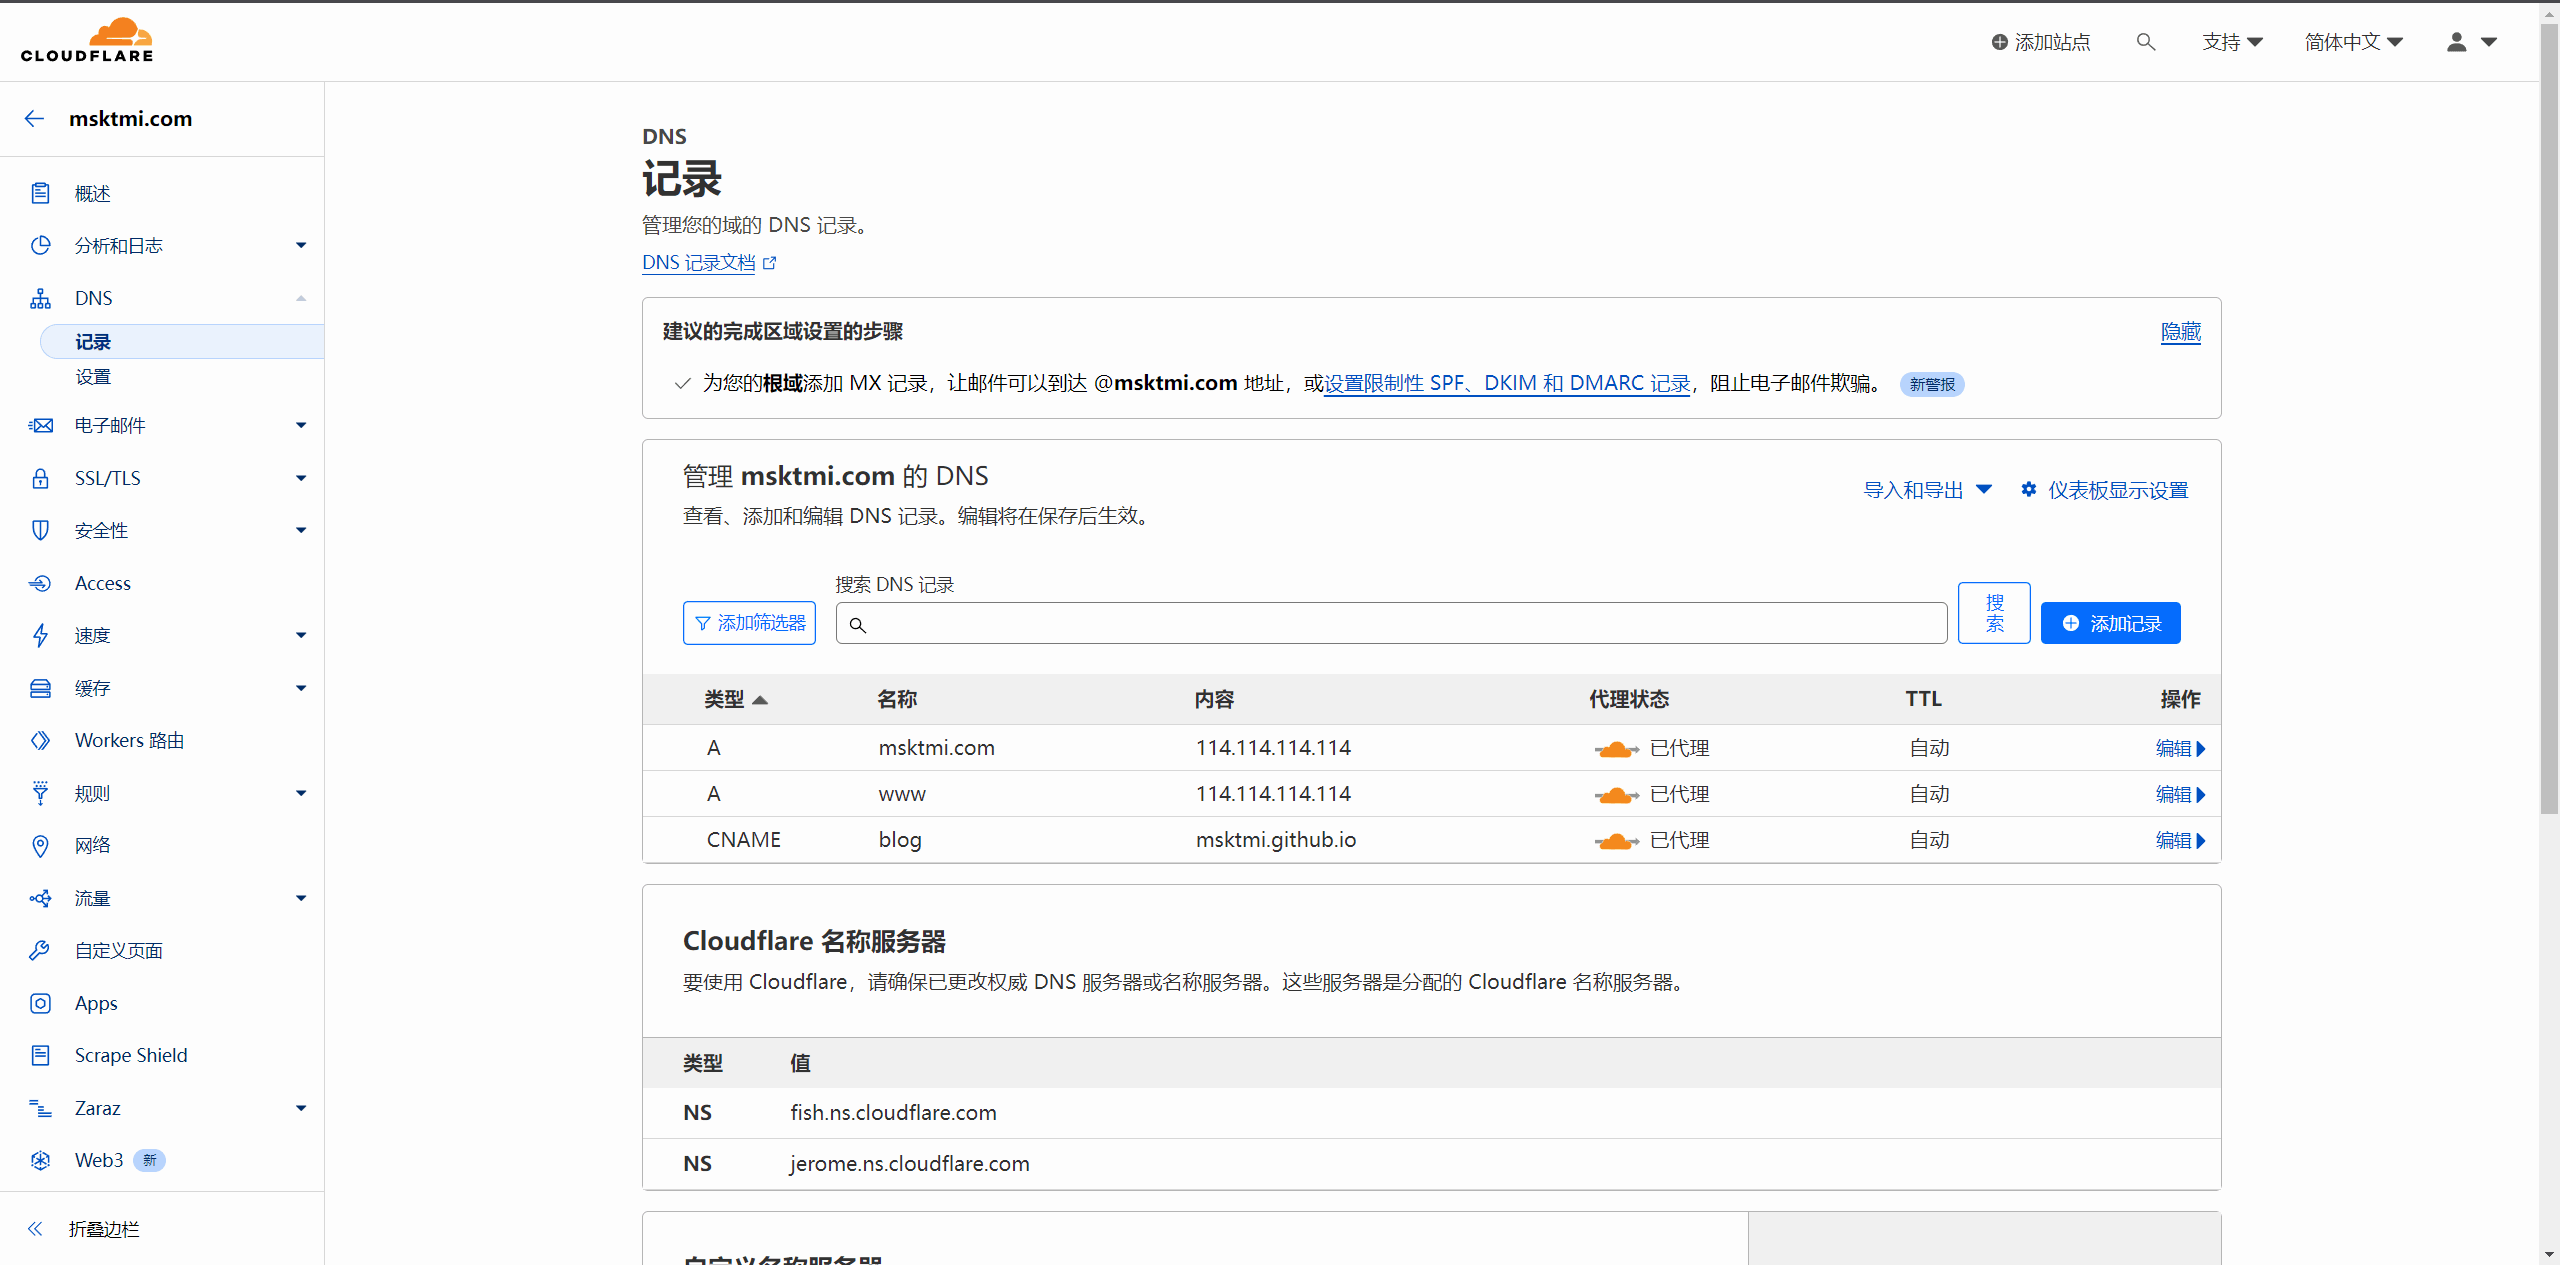 CLOUDFLARE
添加站点
支持
简体中文
msktmi.com
概述
分析和日志
DNS
记录
设置
电子邮件
SSL/TLS
安全性
Access
速度
缓存
Workers 路由
规则
网络
流量
自定义页面
Apps
Scrape Shield
Zaraz
Web3 新
折叠边栏
DNS
记录
管理您的域的 DNS 记录。
DNS 记录文档
建议的完成区域设置的步骤
隐藏
为您的根域添加 MX 记录，让邮件可以到达 @msktmi.com 地址，或设置限制性 SPF、DKIM 和 DMARC 记录，阻止电子邮件欺骗。 新警报
管理 msktmi.com 的 DNS
导入和导出 仪表板显示设置
查看、添加和编辑 DNS 记录。编辑将在保存后生效。
搜索 DNS 记录
添加筛选器
搜
索
添加记录
类型 名称 内容 代理状态 TTL 操作
A msktmi.com 114.114.114.114 已代理 自动 编辑
A www 114.114.114.114 已代理 自动 编辑
CNAME blog msktmi.github.io 已代理 自动 编辑
Cloudflare 名称服务器
要使用 Cloudflare，请确保已更改权威 DNS 服务器或名称服务器。这些服务器是分配的 Cloudflare 名称服务器。
类型 值
NS fish.ns.cloudflare.com
NS jerome.ns.cloudflare.com
自定义名称服务器